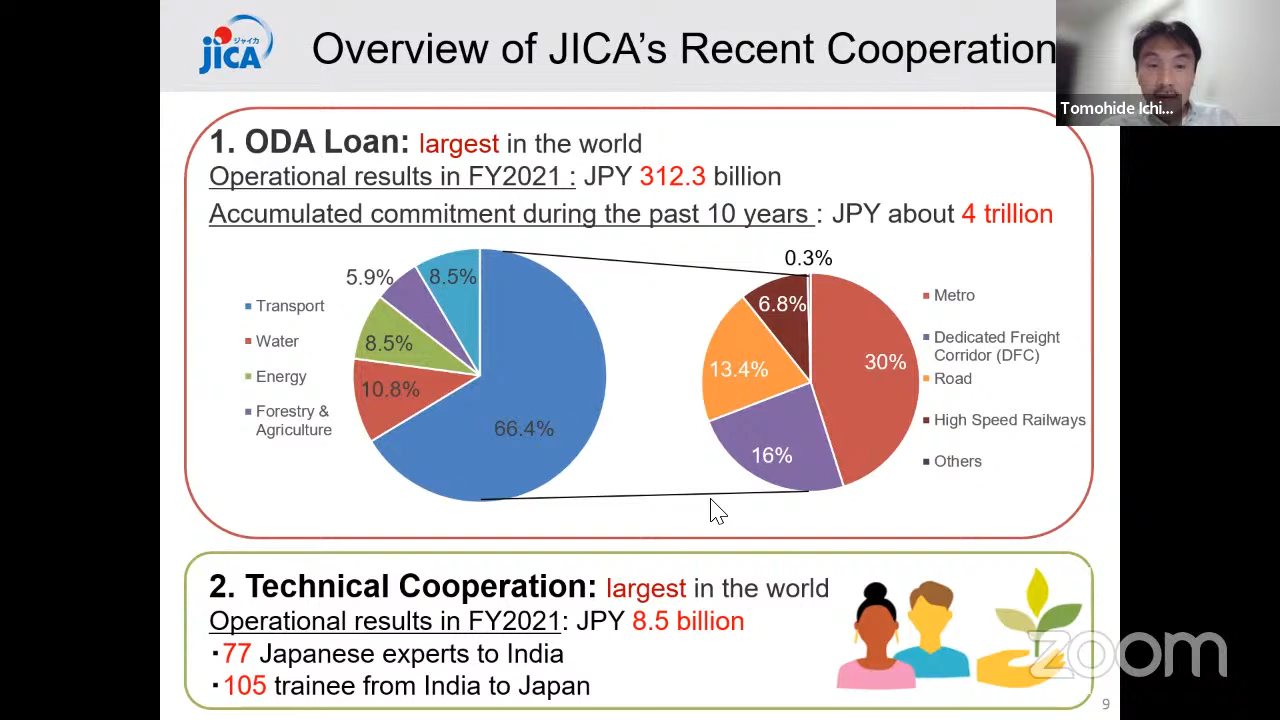 ジャイカ
JICA
Overview of JICA's Recent Cooperation
Tomohide Ichi...
1. ODA Loan: largest in the world
Operational results in FY2021 : JPY 312.3 billion
Accumulated commitment during the past 10 years : JPY about 4 trillion
Transport
Water
Energy
Forestry &
Agriculture
5.9%
8.5%
8.5%
10.8%
66.4%
0.3%
6.8%
13.4%
30%
16%
Metro
Dedicated Freight
Corridor (DFC)
Road
High Speed Railways
Others
2. Technical Cooperation: largest in the world
Operational results in FY2021: JPY 8.5 billion
・77 Japanese experts to India
・105 trainee from India to Japan
zoom
9